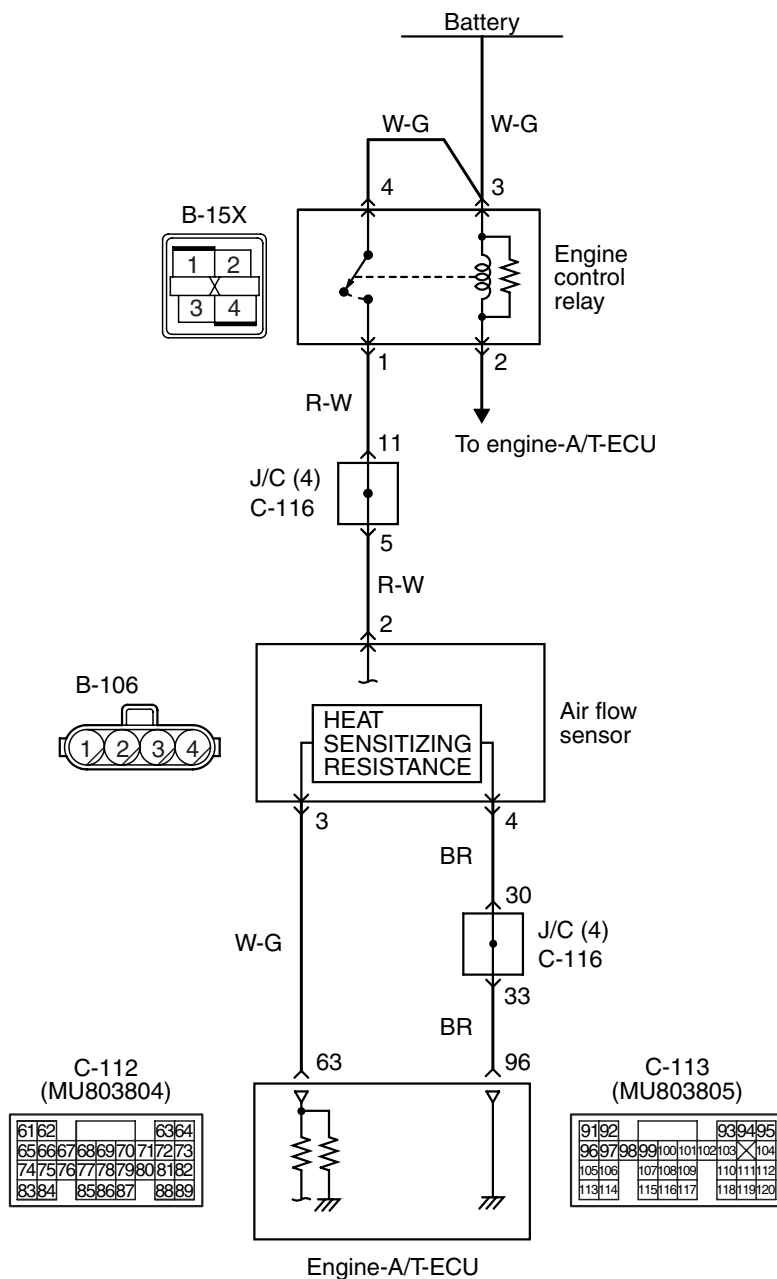 Battery
W-G W-G
4 3
B-15X
1 2
3 4
Engine
control
relay
1 2
R-W
To engine-A/T-ECU
11
J/C (4)
C-116
5
R-W
2
B-106
1 2 3 4
HEAT
SENSITIZING
RESISTANCE
Air flow
sensor
3 4
BR
30
W-G
J/C (4)
C-116
33
BR
63 96
C-112
(MU803804)
61 62 63 64
65 66 67 68 69 70 71 72 73
74 75 76 77 78 79 80 81 82
83 84 85 86 87 88 89
C-113
(MU803805)
91 92 93 94 95
96 97 98 99 100 101 102 103 104
105 106 107 108 109 110 111 112
113 114 115 116 117 118 119 120
Engine-A/T-ECU